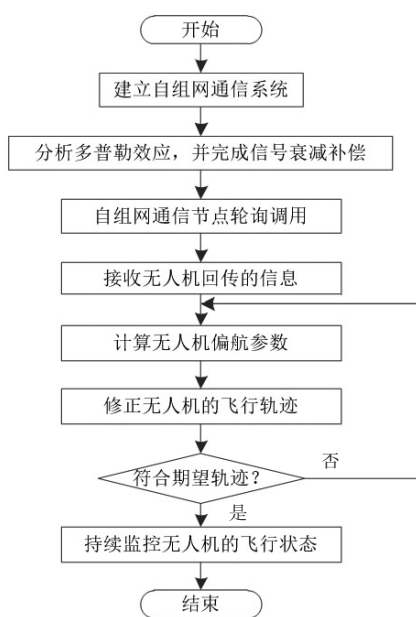 开始
建立自组网通信系统
分析多普勒效应，并完成信号衰减补偿
自组网通信节点轮询调用
接收无人机回传的信息
计算无人机偏航参数
修正无人机的飞行轨迹
符合期望轨迹？
否
是
持续监控无人机的飞行状态
结束